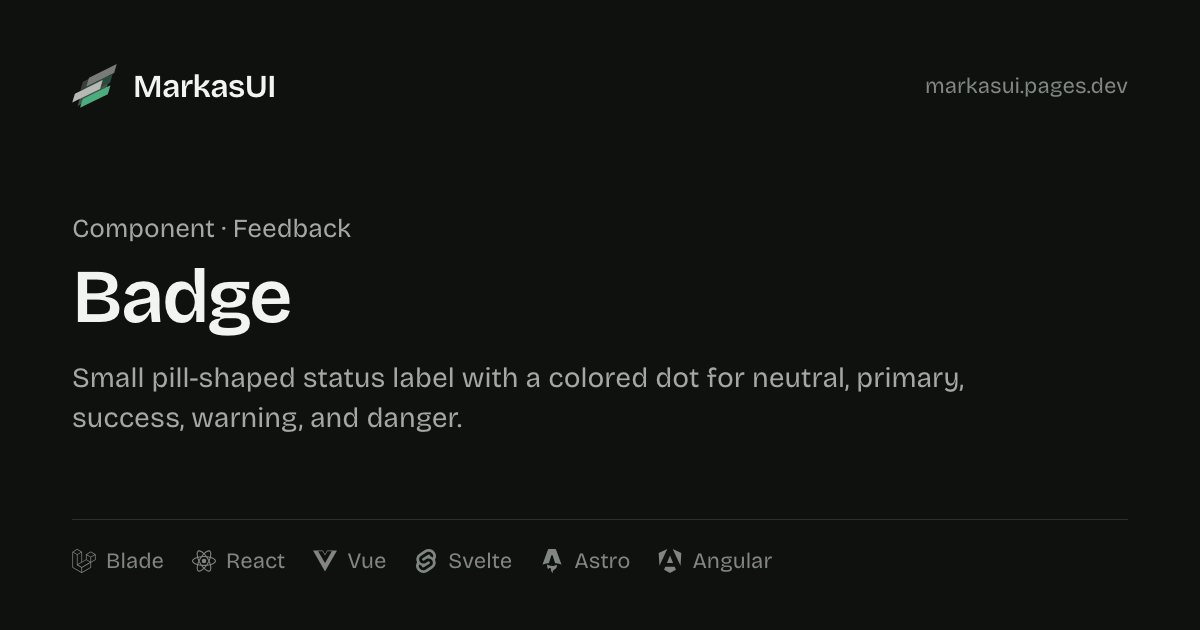 MarkasUI
markasui.pages.dev
Component · Feedback
Badge
Small pill-shaped status label with a colored dot for neutral, primary,
success, warning, and danger.
Blade React Vue Svelte Astro Angular